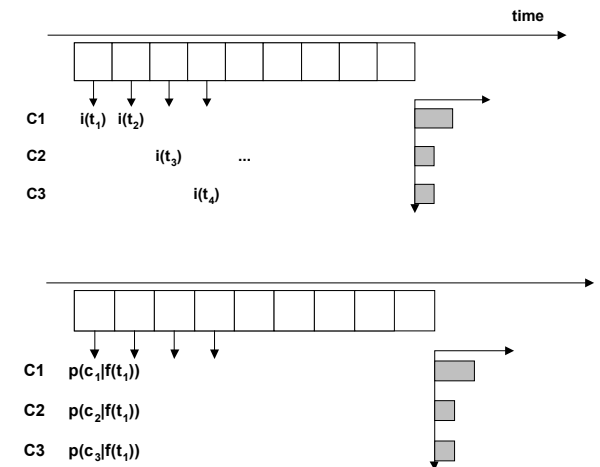 time
C1 i(t1) i(t2)
C2 i(t3) ...
C3 i(t4)
C1 p(c1|f(t1))
C2 p(c2|f(t1))
C3 p(c3|f(t1))